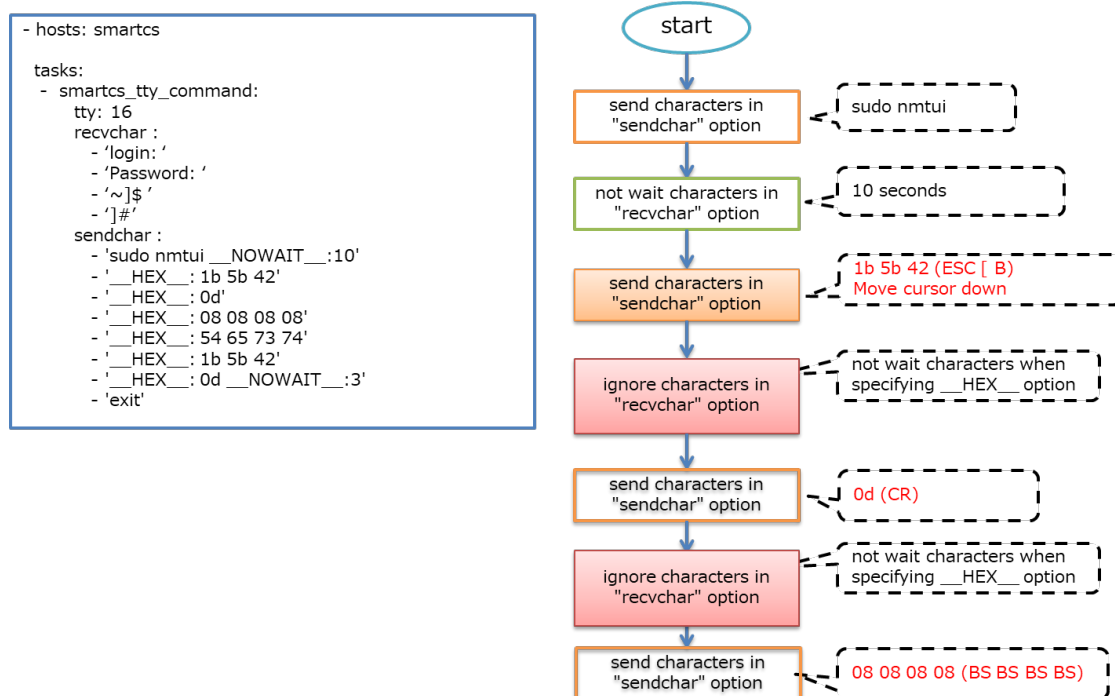 - hosts: smartcs
tasks:
- smartcs_tty_command:
tty: 16
recvchar :
- ‘login: ‘
- ‘Password: ‘
- ‘~]$ ’
- ‘]#’
sendchar :
- 'sudo nmtui __NOWAIT__:10'
- '__HEX__: 1b 5b 42'
- '__HEX__: 0d'
- '__HEX__: 08 08 08 08'
- '__HEX__: 54 65 73 74'
- '__HEX__: 1b 5b 42'
- '__HEX__: 0d __NOWAIT__:3'
- 'exit'
start
send characters in
"sendchar" option
sudo nmtui
not wait characters in
"recvchar" option
10 seconds
send characters in
"sendchar" option
1b 5b 42 (ESC [ B)
Move cursor down
ignore characters in
"recvchar" option
not wait characters when
specifying __HEX__ option
send characters in
"sendchar" option
0d (CR)
ignore characters in
"recvchar" option
not wait characters when
specifying __HEX__ option
send characters in
"sendchar" option
08 08 08 08 (BS BS BS BS)